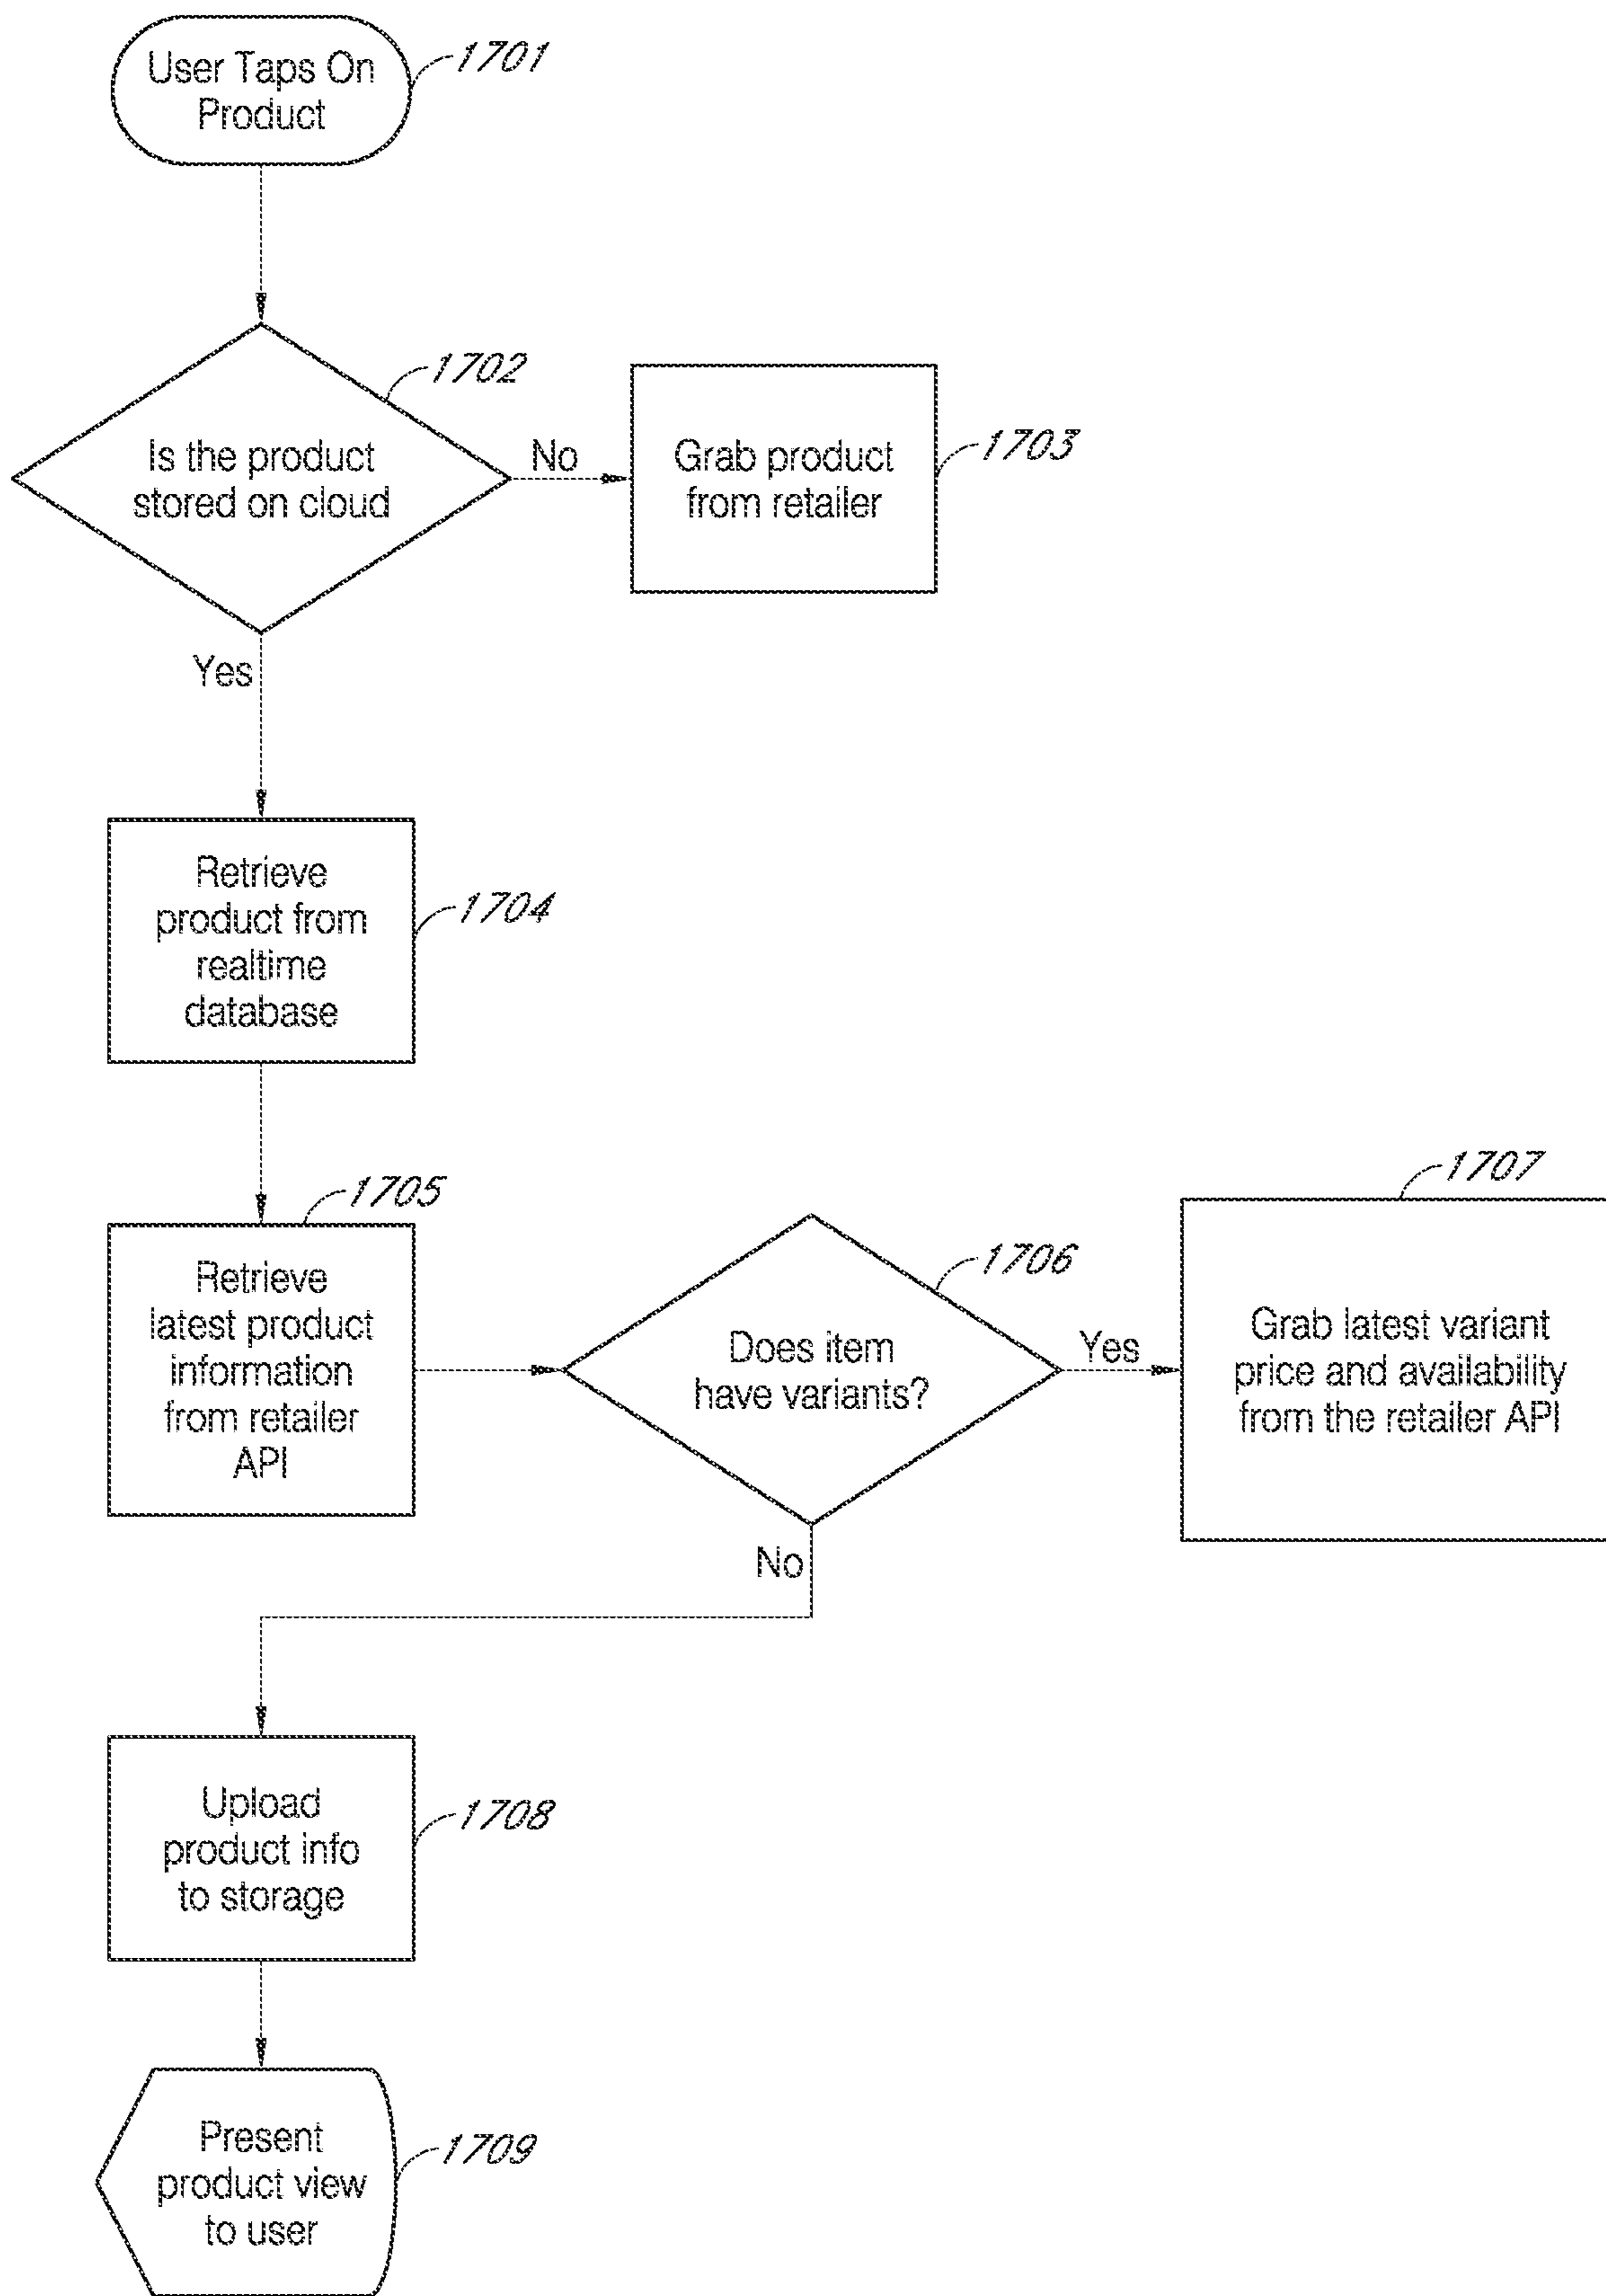 User Taps On
Product
1701
1702
Is the product
stored on cloud
No
Grab product
from retailer
1703
Yes
Retrieve
product from
realtime
database
1704
1705
Retrieve
latest product
information
from retailer
API
1706
Does item
have variants?
Yes
1707
Grab latest variant
price and availability
from the retailer API
No
Upload
product info
to storage
1708
Present
product view
to user
1709